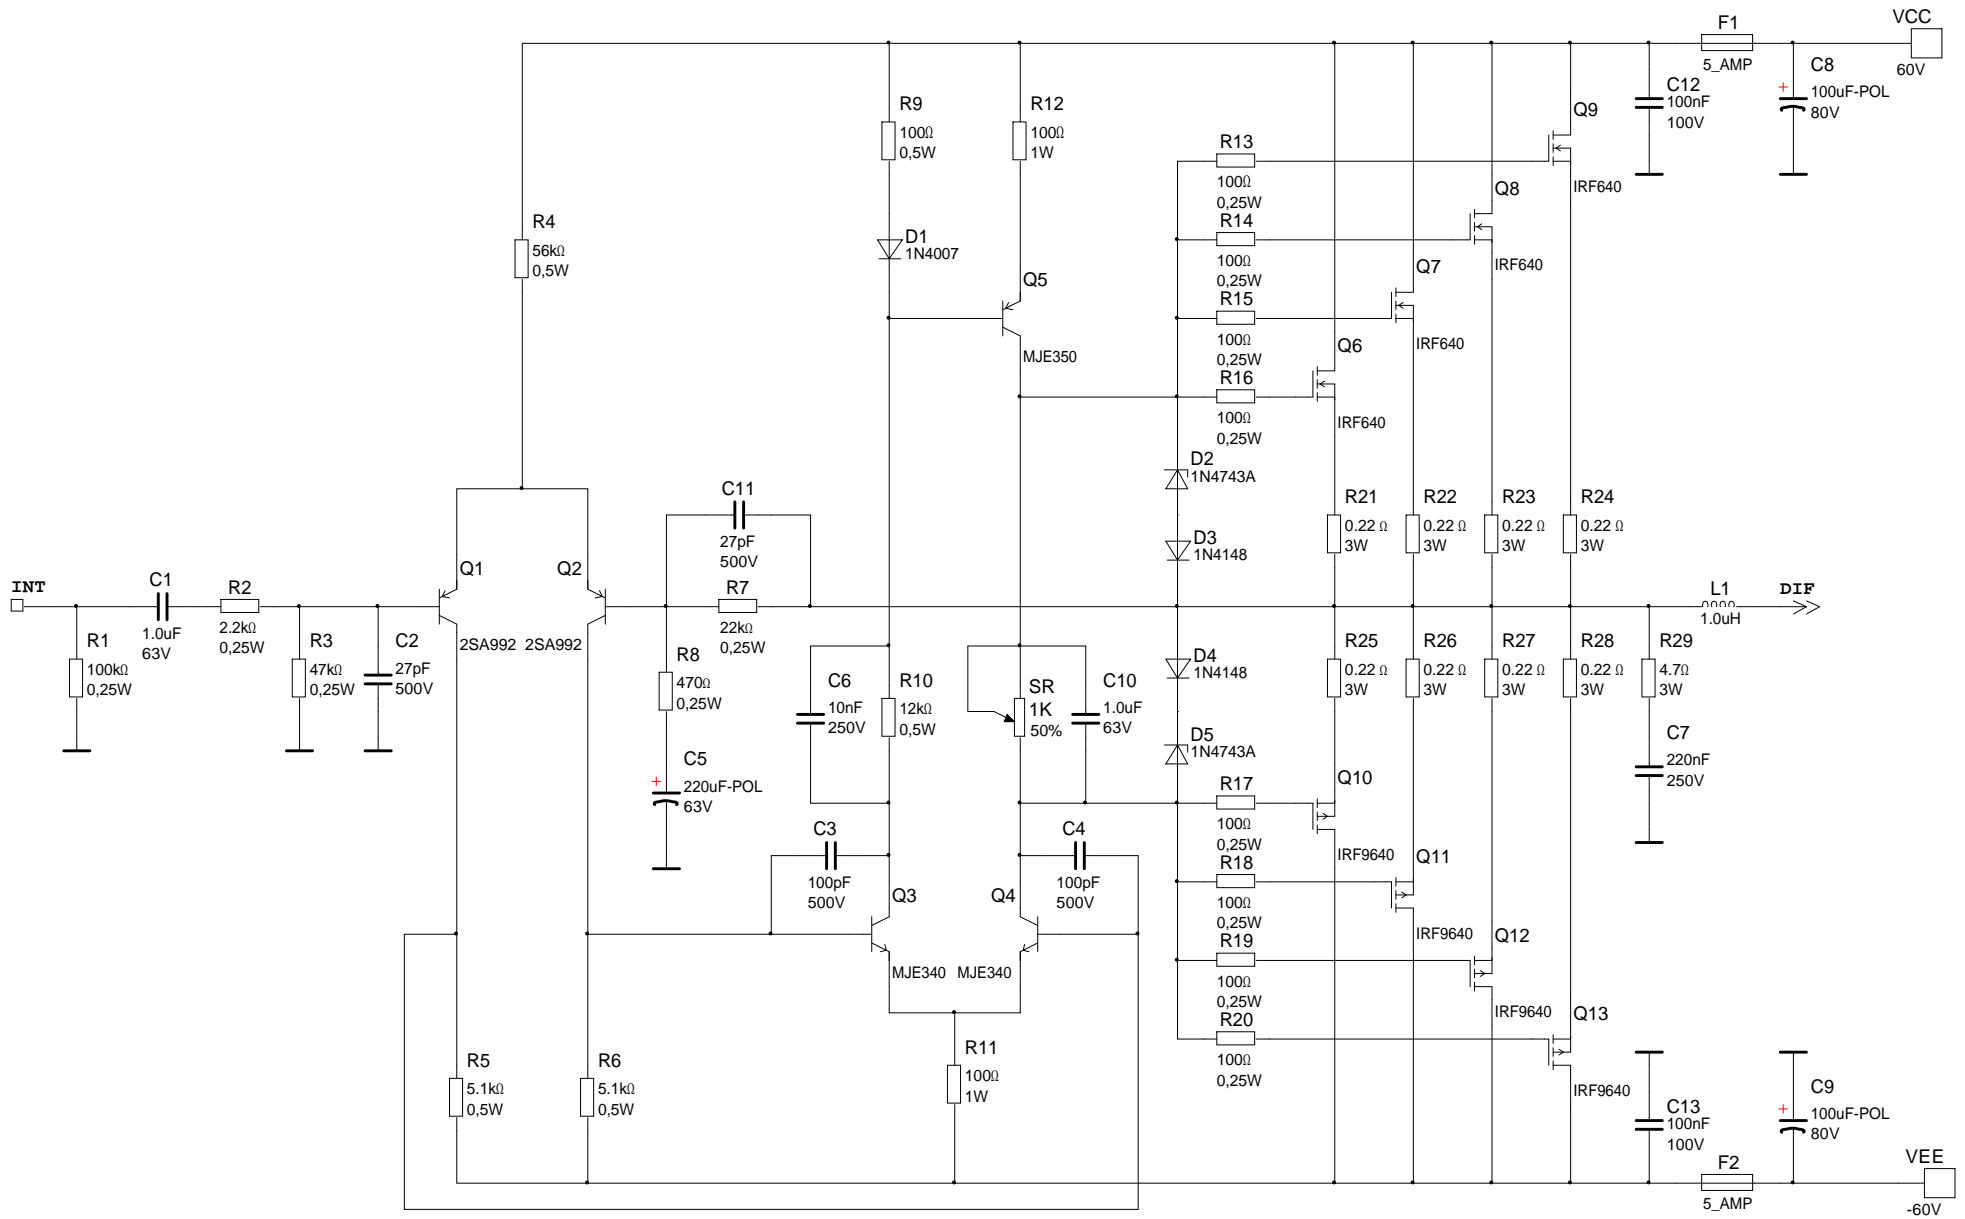 VCC
60V
F1
5_AMP
C8
100uF-POL
80V
C12
100nF
100V
R9
100Ω
0,5W
R12
100Ω
1W
Q9
IRF640
R13
100Ω
0,25W
Q8
IRF640
R14
100Ω
0,25W
Q7
IRF640
R15
100Ω
0,25W
Q6
IRF640
R16
100Ω
0,25W
R4
56kΩ
0,5W
D1
1N4007
Q5
MJE350
D2
1N4743A
D3
1N4148
R21
0.22 Ω
3W
R22
0.22 Ω
3W
R23
0.22 Ω
3W
R24
0.22 Ω
3W
C11
27pF
500V
INT
C1
1.0uF
63V
R2
2.2kΩ
0,25W
Q1
2SA992
Q2
2SA992
R7
22kΩ
0,25W
L1
1.0uH
DIF
R1
100kΩ
0,25W
R3
47kΩ
0,25W
C2
27pF
500V
R8
470Ω
0,25W
C6
10nF
250V
R10
12kΩ
0,5W
SR
1K
50%
C10
1.0uF
63V
D4
1N4148
D5
1N4743A
R25
0.22 Ω
3W
R26
0.22 Ω
3W
R27
0.22 Ω
3W
R28
0.22 Ω
3W
R29
4.7Ω
3W
C7
220nF
250V
C5
220uF-POL
63V
C3
100pF
500V
C4
100pF
500V
Q3
MJE340
Q4
MJE340
R17
100Ω
0,25W
Q10
IRF9640
R18
100Ω
0,25W
Q11
IRF9640
R19
100Ω
0,25W
Q12
IRF9640
R20
100Ω
0,25W
Q13
IRF9640
R5
5.1kΩ
0,5W
R6
5.1kΩ
0,5W
R11
100Ω
1W
C13
100nF
100V
C9
100uF-POL
80V
F2
5_AMP
VEE
-60V